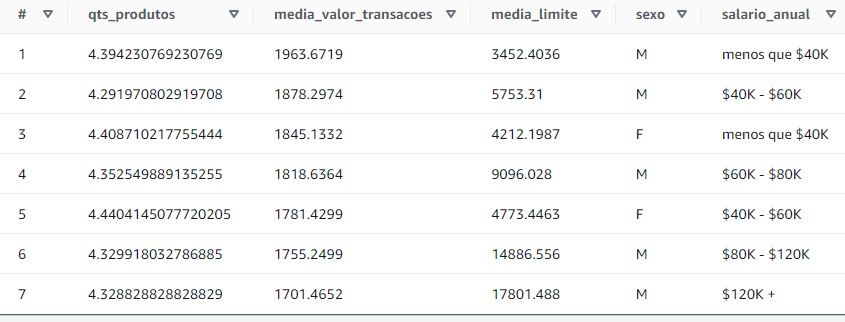 # qts_produtos media_valor_transacoes media_limite sexo salario_anual
1 4.394230769230769 1963.6719 3452.4036 M menos que $40K
2 4.291970802919708 1878.2974 5753.31 M $40K - $60K
3 4.408710217755444 1845.1332 4212.1987 F menos que $40K
4 4.352549889135255 1818.6364 9096.028 M $60K - $80K
5 4.4404145077720205 1781.4299 4773.4463 F $40K - $60K
6 4.329918032786885 1755.2499 14886.556 M $80K - $120K
7 4.328828828828829 1701.4652 17801.488 M $120K +